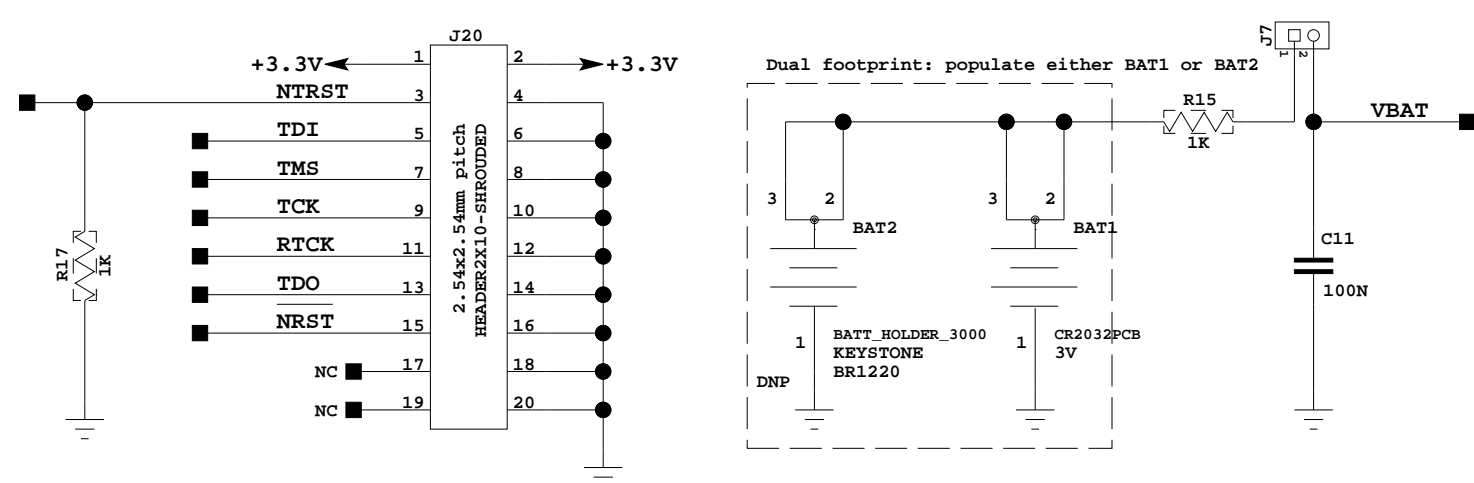 J20
+3.3V 1 2 +3.3V
NTRST 3 4
TDI 5 6
TMS 7 8
TCK 9 10
RTCK 11 12
TDO 13 14
NRST 15 16
NC 17 18
NC 19 20
2.54x2.54mm pitch
HEADER2X10-SHROUDED
R17
1K
Dual footprint: populate either BAT1 or BAT2
J7
1
2
R15
1K
VBAT
3 2
BAT2
3 2
BAT1
1
BATT_HOLDER_3000
KEYSTONE
BR1220
DNP
1
CR2032PCB
3V
C11
100N